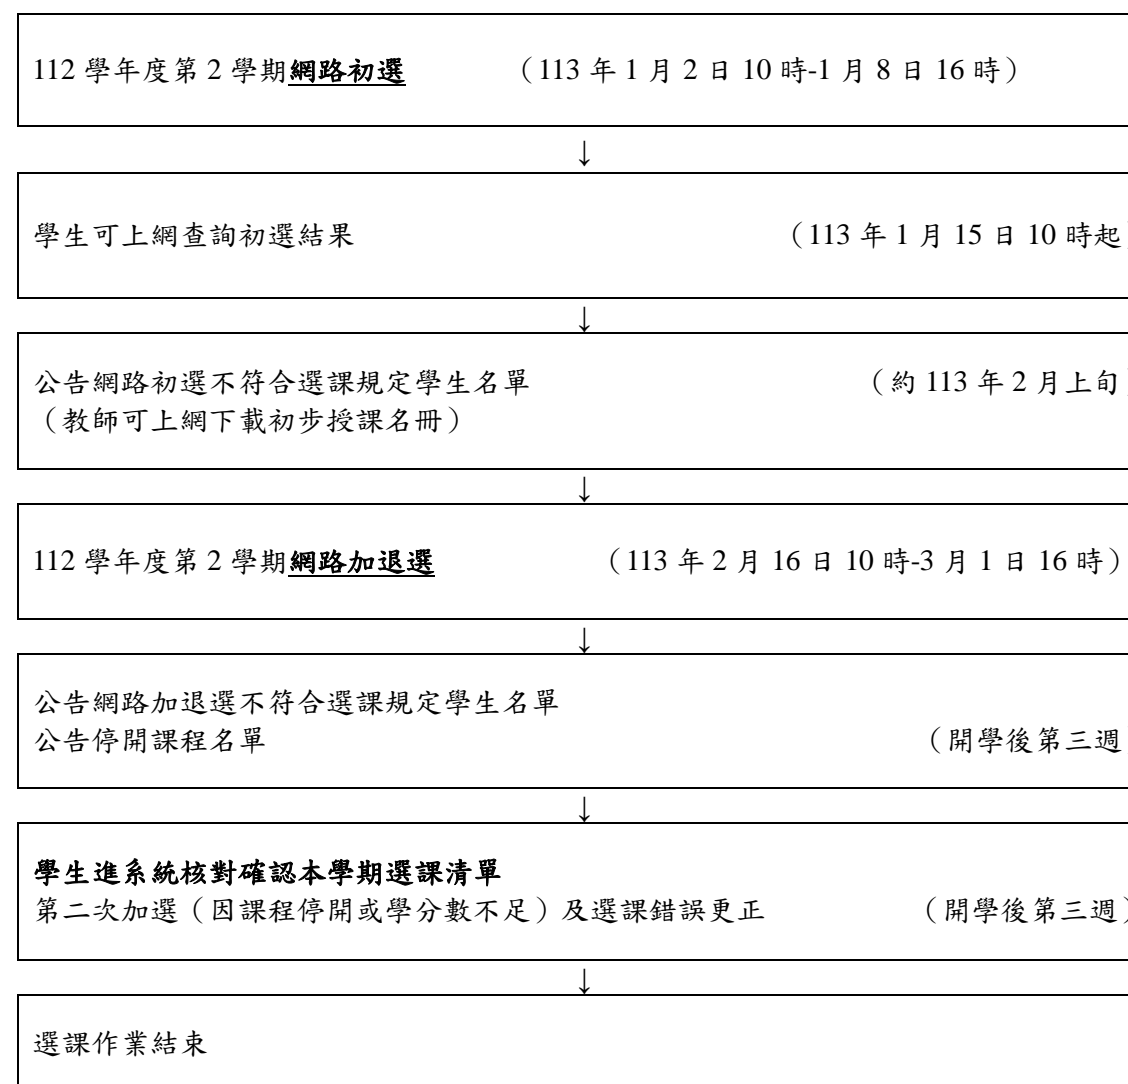 112 學年度第 2 學期網路初選 （113 年 1 月 2 日 10 時-1 月 8 日 16 時）
↓
學生可上網查詢初選結果 （113 年 1 月 15 日 10 時起）
↓
公告網路初選不符合選課規定學生名單 （約 113 年 2 月上旬）
（教師可上網下載初步授課名冊）
↓
112 學年度第 2 學期網路加退選 （113 年 2 月 16 日 10 時-3 月 1 日 16 時）
↓
公告網路加退選不符合選課規定學生名單
公告停開課程名單 （開學後第三週
↓
學生進系統核對確認本學期選課清單
第二次加選（因課程停開或學分數不足）及選課錯誤更正 （開學後第三週）
↓
選課作業結束